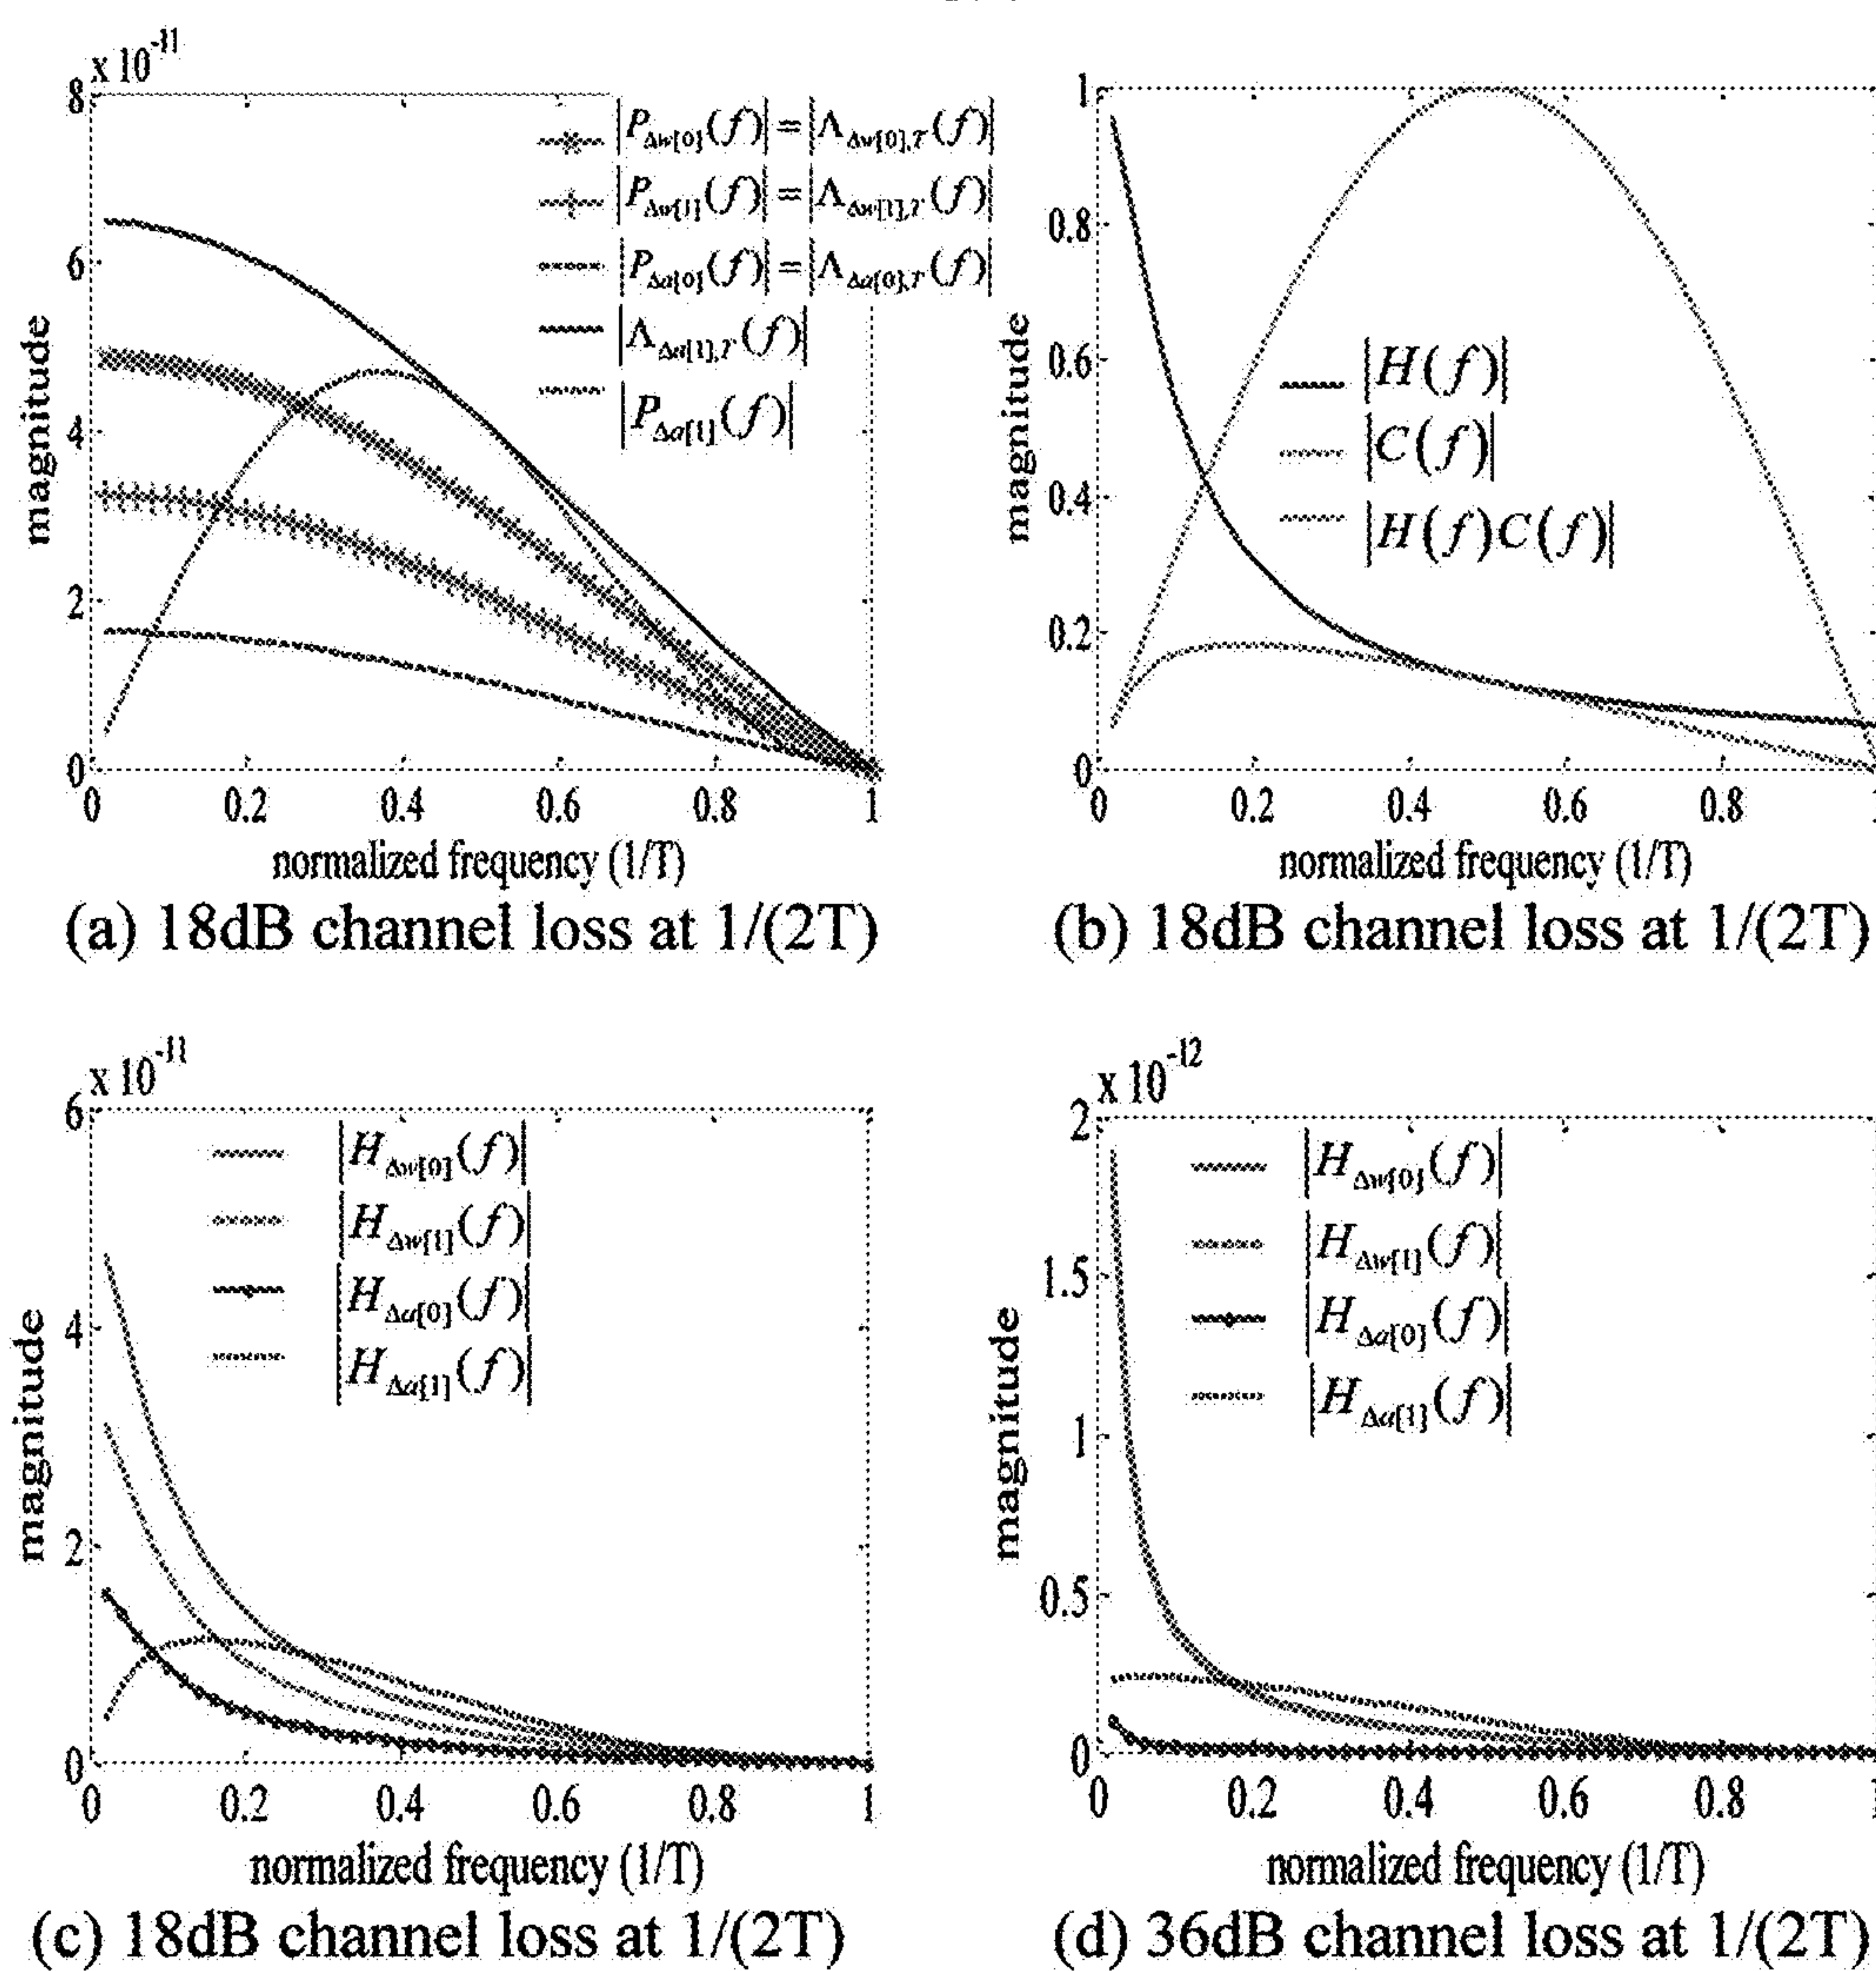 x 10^-11
8
6
4
2
0
0 0.2 0.4 0.6 0.8 1
magnitude
|P_Δw[0](f)| = |Λ_Δw[0],T(f)|
|P_Δw[1](f)| = |Λ_Δw[1],T(f)|
|P_Δa[0](f)| = |Λ_Δa[0],T(f)|
|Λ_Δa[1],T(f)|
|P_Δa[1](f)|
normalized frequency (1/T)
(a) 18dB channel loss at 1/(2T)
1
0.8
0.6
0.4
0.2
0
0 0.2 0.4 0.6 0.8
magnitude
|H(f)|
|C(f)|
|H(f)C(f)|
normalized frequency (1/T)
(b) 18dB channel loss at 1/(2T)
x 10^-11
6
4
2
0
0 0.2 0.4 0.6 0.8 1
magnitude
|H_Δw[0](f)|
|H_Δw[1](f)|
|H_Δa[0](f)|
|H_Δa[1](f)|
normalized frequency (1/T)
(c) 18dB channel loss at 1/(2T)
x 10^-12
2
1.5
1
0.5
0
0 0.2 0.4 0.6 0.8
magnitude
|H_Δw[0](f)|
|H_Δw[1](f)|
|H_Δa[0](f)|
|H_Δa[1](f)|
normalized frequency (1/T)
(d) 36dB channel loss at 1/(2T)